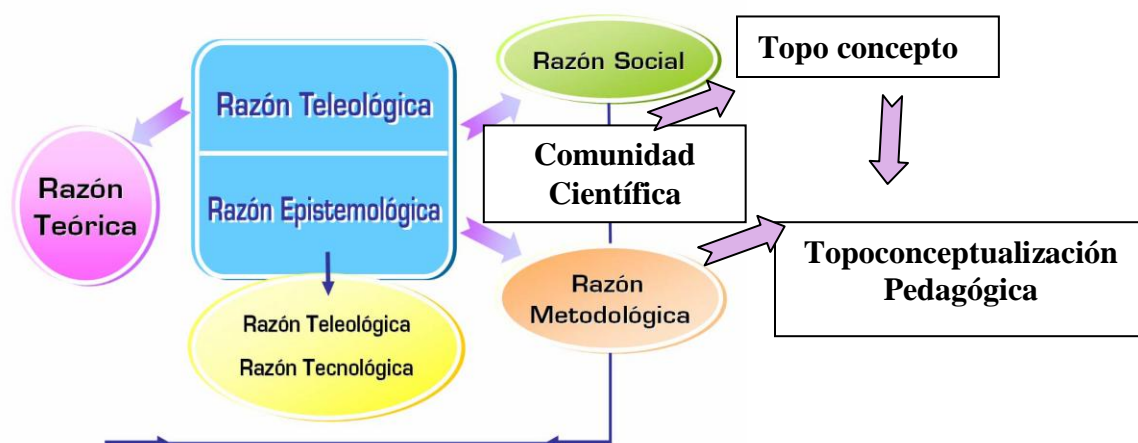 Razón Teleológica
Razón Epistemológica
Razón
Teórica
Razón Social
Topo concepto
Comunidad
Científica
Razón
Metodológica
Topoconceptualización
Pedagógica
Razón Teleológica
Razón Tecnológica